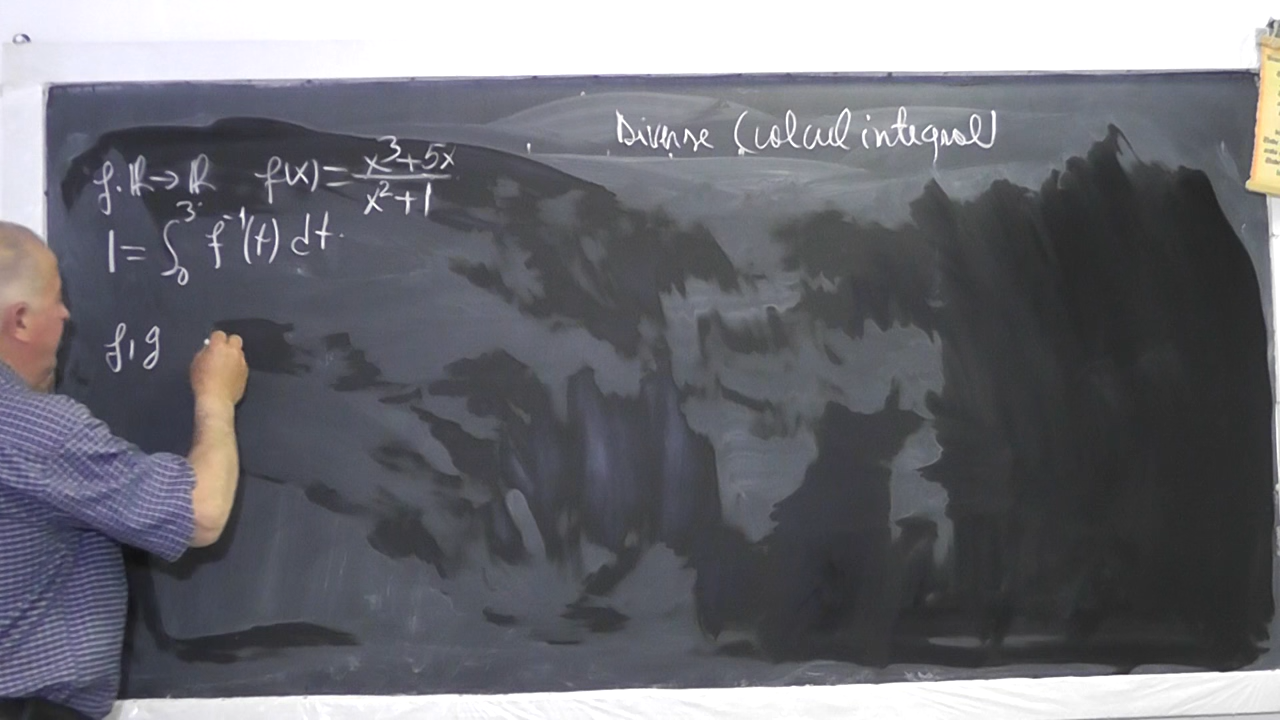 Diverse (calcul integral)
f: ℝ → ℝ f(x) = (x³+5x)/(x²+1)
I = ∫₀³ f⁻¹(t) dt.
f, g